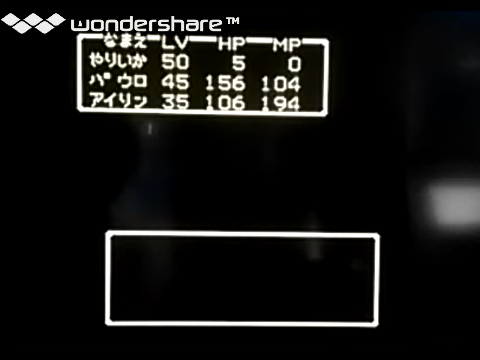 wondershare™
なまえ LV HP MP
やりいか 50 5 0
パウロ 45 156 104
アイリン 35 106 194